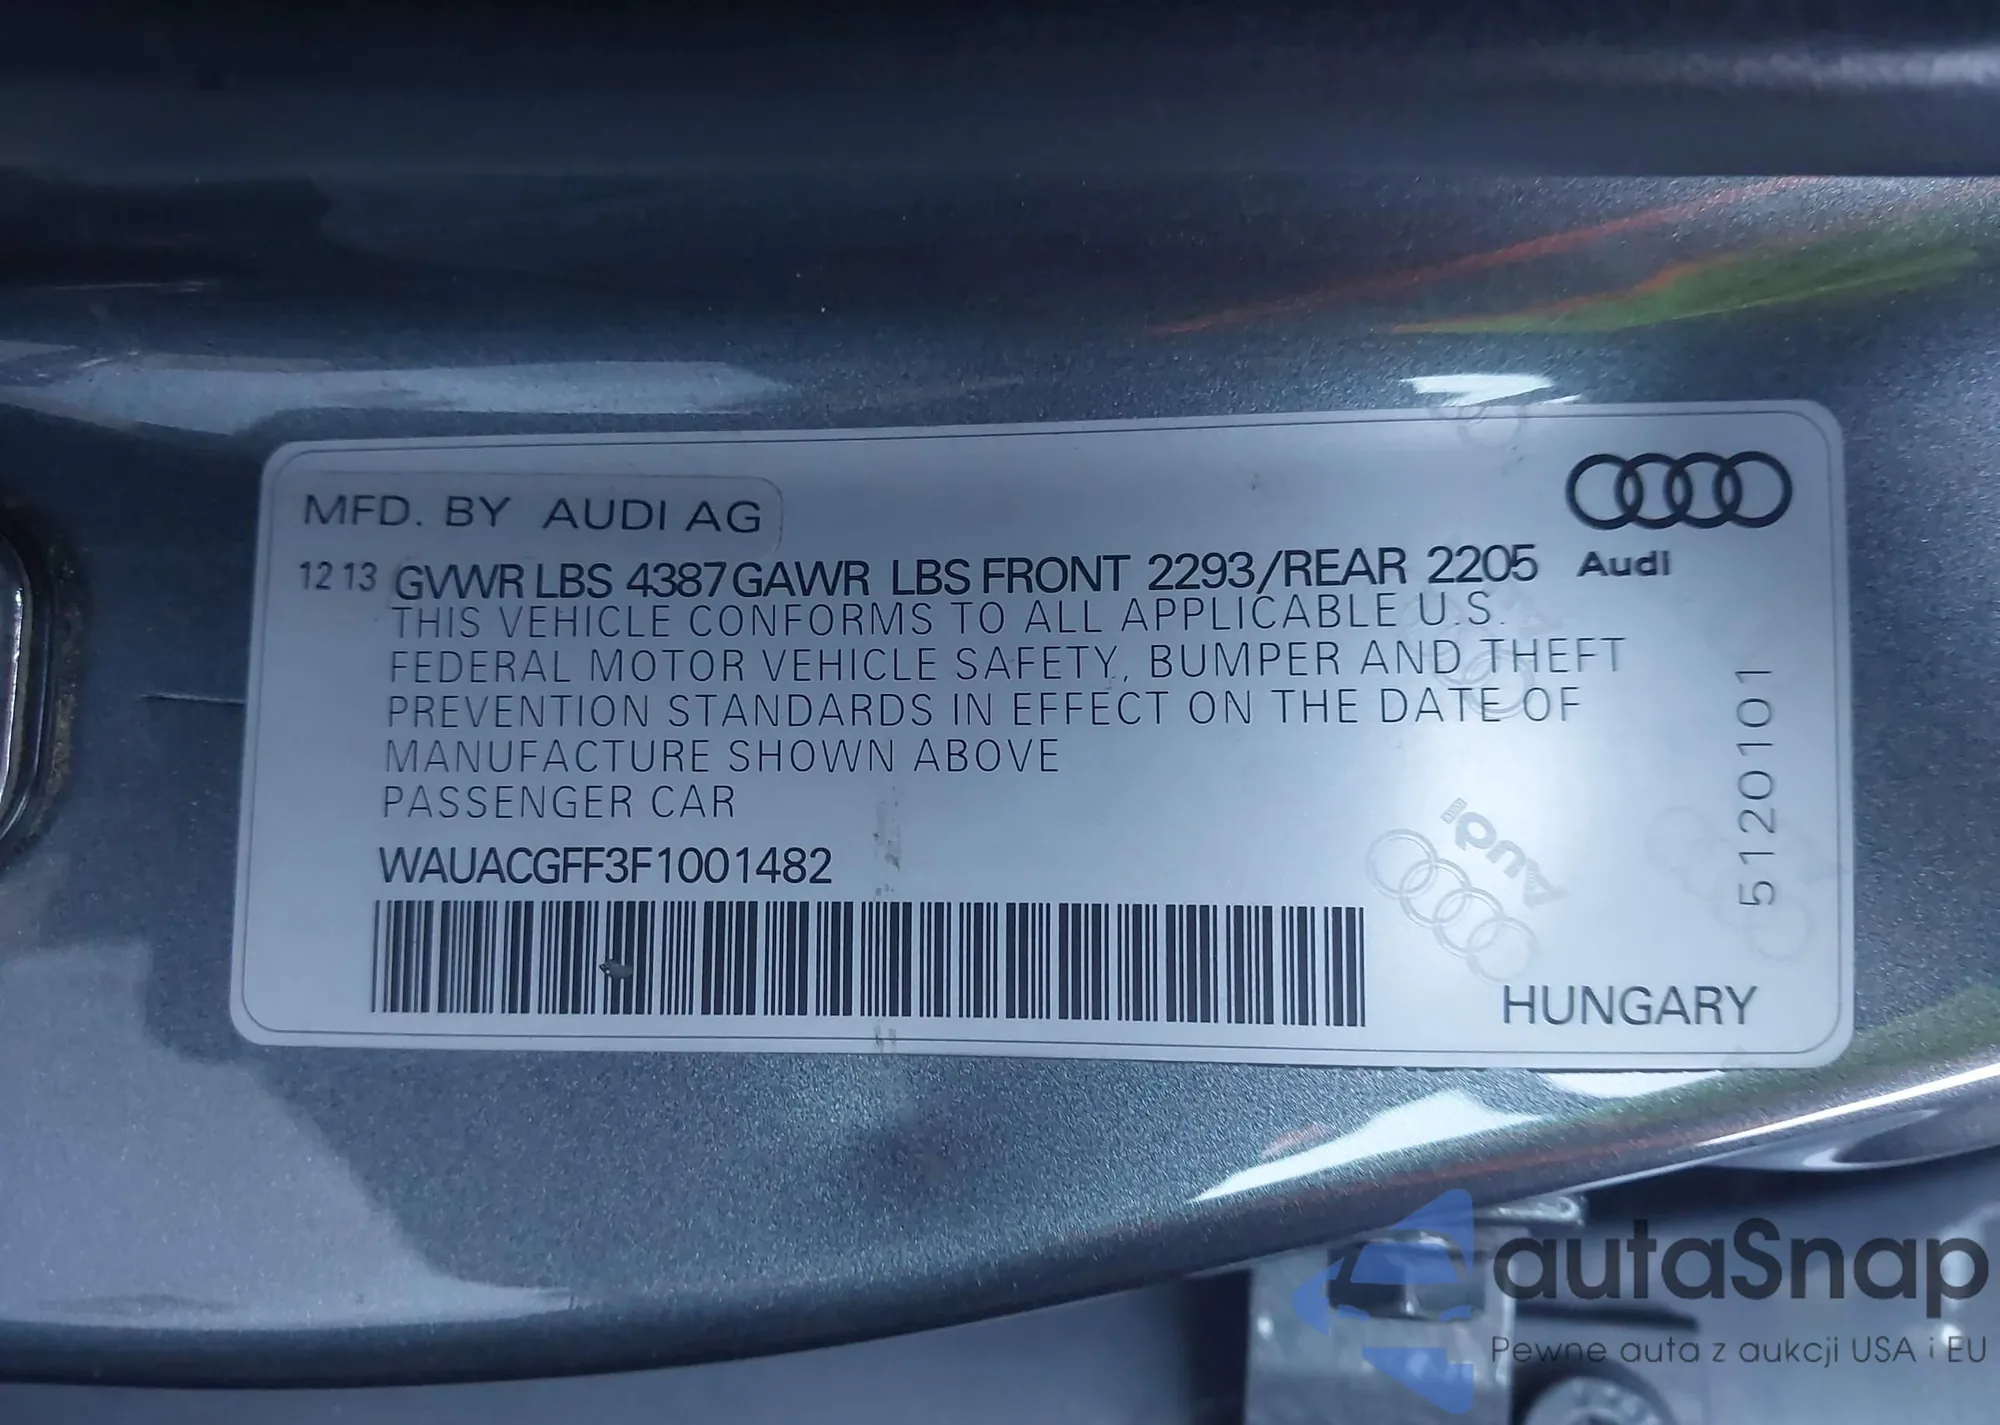 MFD. BY AUDI AG
12 13 GVWR LBS 4387 GAWR LBS FRONT 2293/REAR 2205
Audi
THIS VEHICLE CONFORMS TO ALL APPLICABLE U.S.
FEDERAL MOTOR VEHICLE SAFETY, BUMPER AND THEFT
PREVENTION STANDARDS IN EFFECT ON THE DATE OF
MANUFACTURE SHOWN ABOVE
PASSENGER CAR
WAUACGFF3F1001482
5120101
Audi
HUNGARY
autaSnap
Pewne auta z aukcji USA i EU